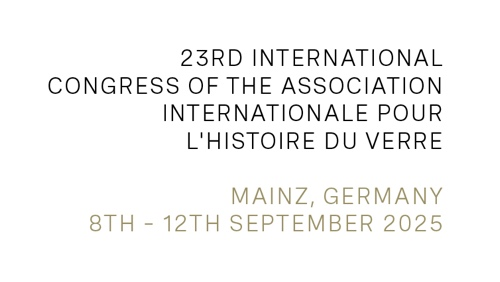 23RD INTERNATIONAL
CONGRESS OF THE ASSOCIATION
INTERNATIONALE POUR
L'HISTOIRE DU VERRE
MAINZ, GERMANY
8TH – 12TH SEPTEMBER 2025